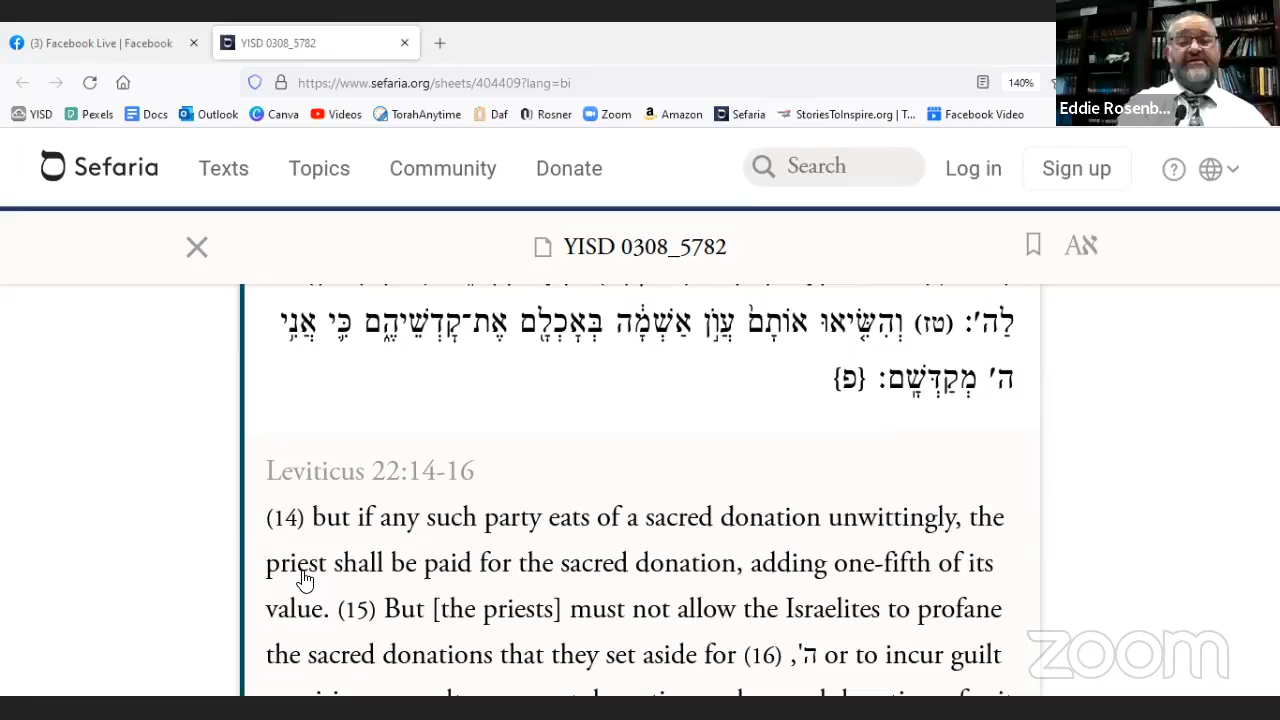 (3) Facebook Live | Facebook
YISD 0308_5782
https://www.sefaria.org/sheets/404409?lang=bi
140%
Eddie Rosenb...
YISD Pexels Docs Outlook Canva Videos TorahAnytime Daf Rosner Zoom Amazon Sefaria StoriesToInspire.org | T... Facebook Video
Sefaria Texts Topics Community Donate Search Log in Sign up
YISD 0308_5782
לַה׳׃ (טז) וְהִשִּׂ֤יאוּ אוֹתָם֙ עֲוֺ֣ן אַשְׁמָ֔ה בְּאׇכְלָ֖ם אֶת־קׇדְשֵׁיהֶ֑ם כִּ֛י אֲנִ֥י
ה׳ מְקַדְּשָֽׁם׃ {פ}
Leviticus 22:14-16
(14) but if any such party eats of a sacred donation unwittingly, the
priest shall be paid for the sacred donation, adding one-fifth of its
value. (15) But [the priests] must not allow the Israelites to profane
the sacred donations that they set aside for ה', (16) or to incur guilt
zoom